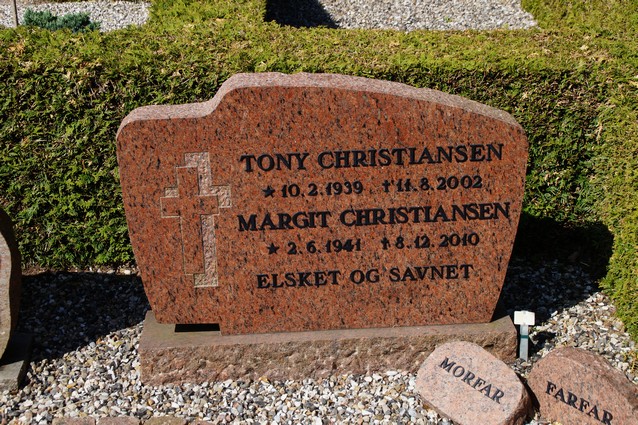 TONY CHRISTIANSEN
★ 10.2.1939 †11.8.2002
MARGIT CHRISTIANSEN
★ 2.6.1941 †8.12.2010
ELSKET OG SAVNET
MORFAR
FARFAR